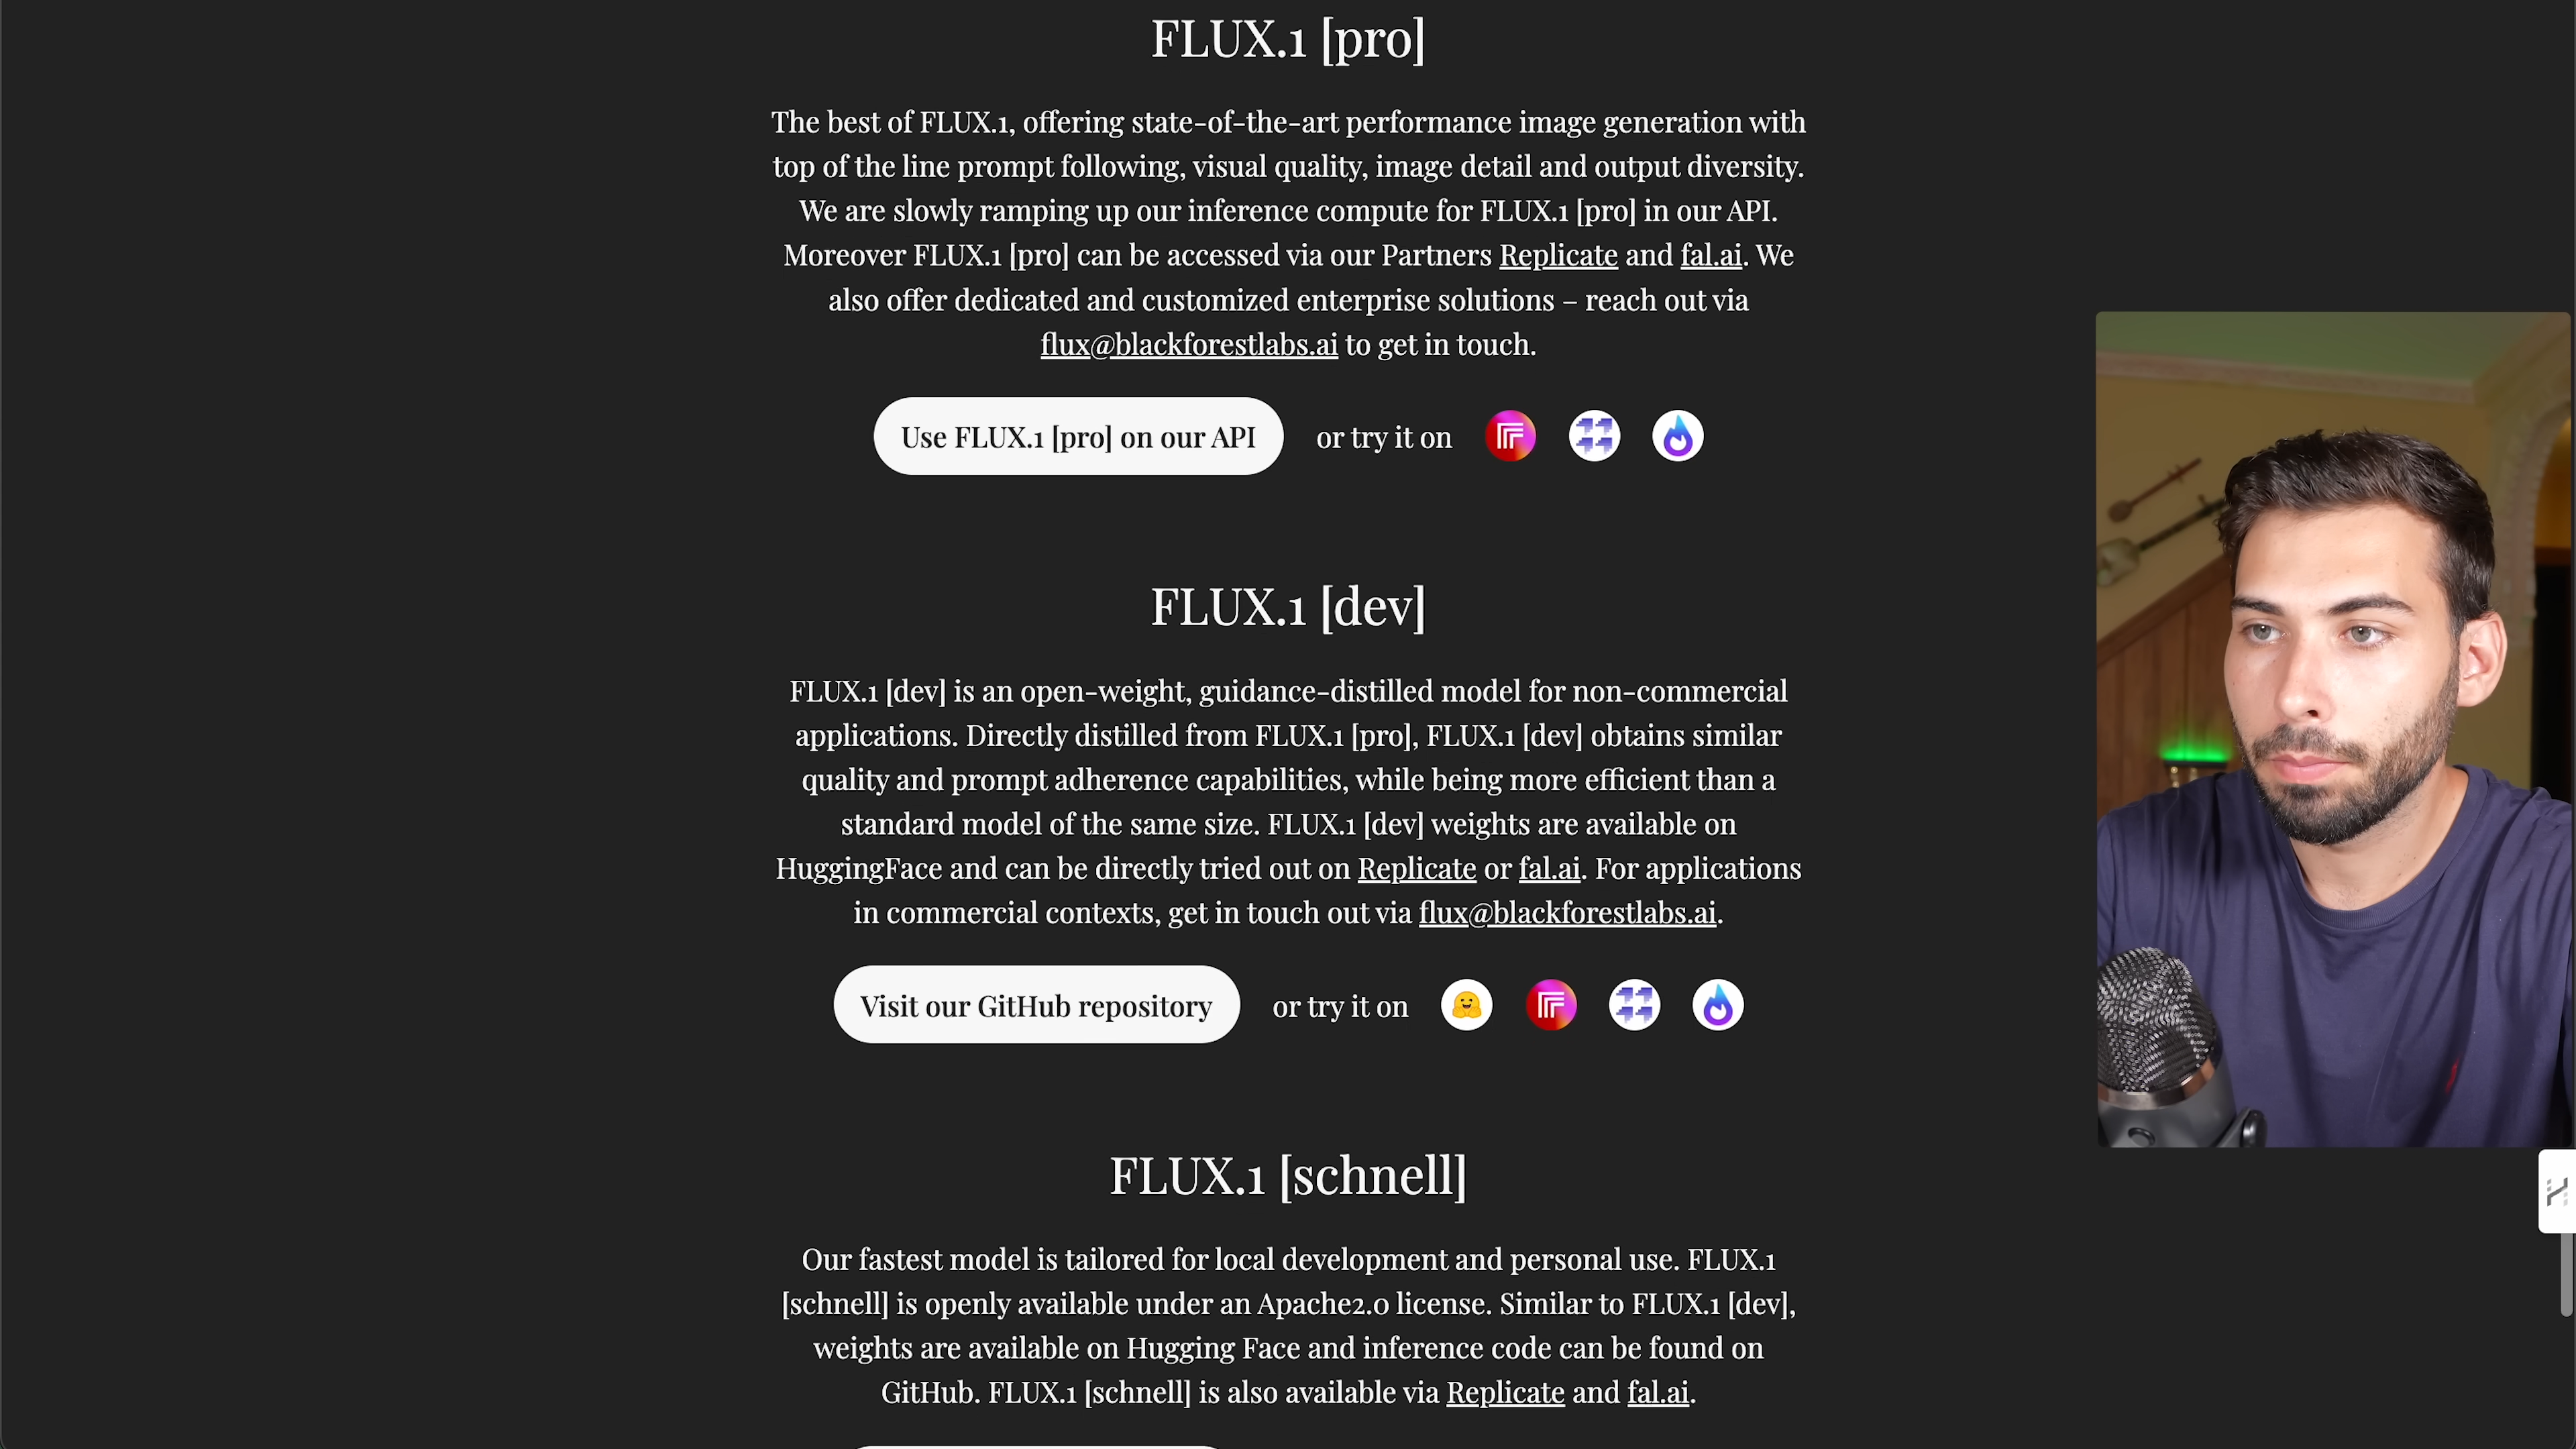 FLUX.1 [pro]
The best of FLUX.1, offering state-of-the-art performance image generation with
top of the line prompt following, visual quality, image detail and output diversity.
We are slowly ramping up our inference compute for FLUX.1 [pro] in our API.
Moreover FLUX.1 [pro] can be accessed via our Partners Replicate and fal.ai. We
also offer dedicated and customized enterprise solutions – reach out via
flux@blackforestlabs.ai to get in touch.
Use FLUX.1 [pro] on our API or try it on
FLUX.1 [dev]
FLUX.1 [dev] is an open-weight, guidance-distilled model for non-commercial
applications. Directly distilled from FLUX.1 [pro], FLUX.1 [dev] obtains similar
quality and prompt adherence capabilities, while being more efficient than a
standard model of the same size. FLUX.1 [dev] weights are available on
HuggingFace and can be directly tried out on Replicate or fal.ai. For applications
in commercial contexts, get in touch out via flux@blackforestlabs.ai.
Visit our GitHub repository or try it on
FLUX.1 [schnell]
Our fastest model is tailored for local development and personal use. FLUX.1
[schnell] is openly available under an Apache2.0 license. Similar to FLUX.1 [dev],
weights are available on Hugging Face and inference code can be found on
GitHub. FLUX.1 [schnell] is also available via Replicate and fal.ai.